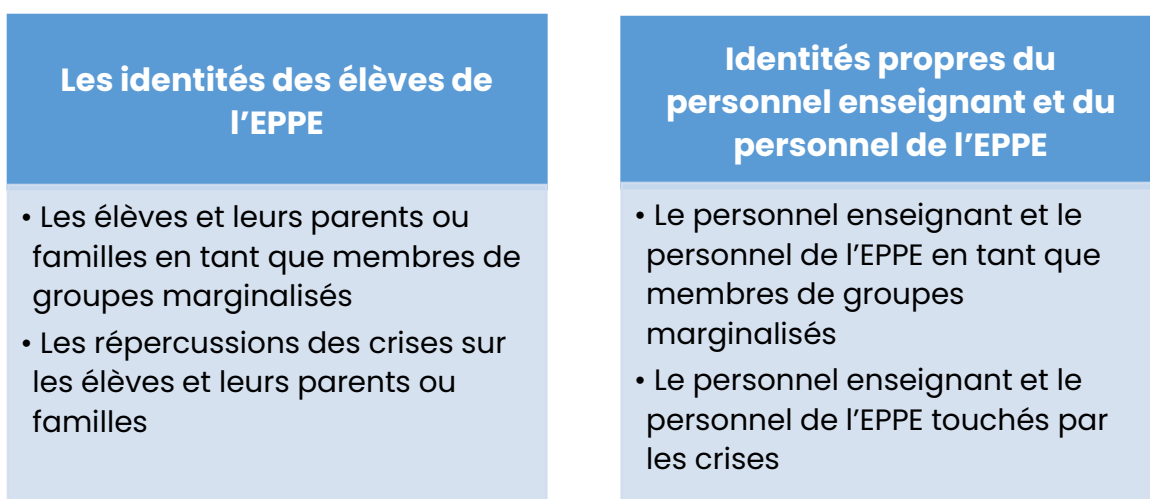 Les identités des élèves de
l’EPPE
• Les élèves et leurs parents ou
familles en tant que membres de
groupes marginalisés
• Les répercussions des crises sur
les élèves et leurs parents ou
familles
Identités propres du
personnel enseignant et du
personnel de l’EPPE
• Le personnel enseignant et le
personnel de l’EPPE en tant que
membres de groupes
marginalisés
• Le personnel enseignant et le
personnel de l’EPPE touchés par
les crises